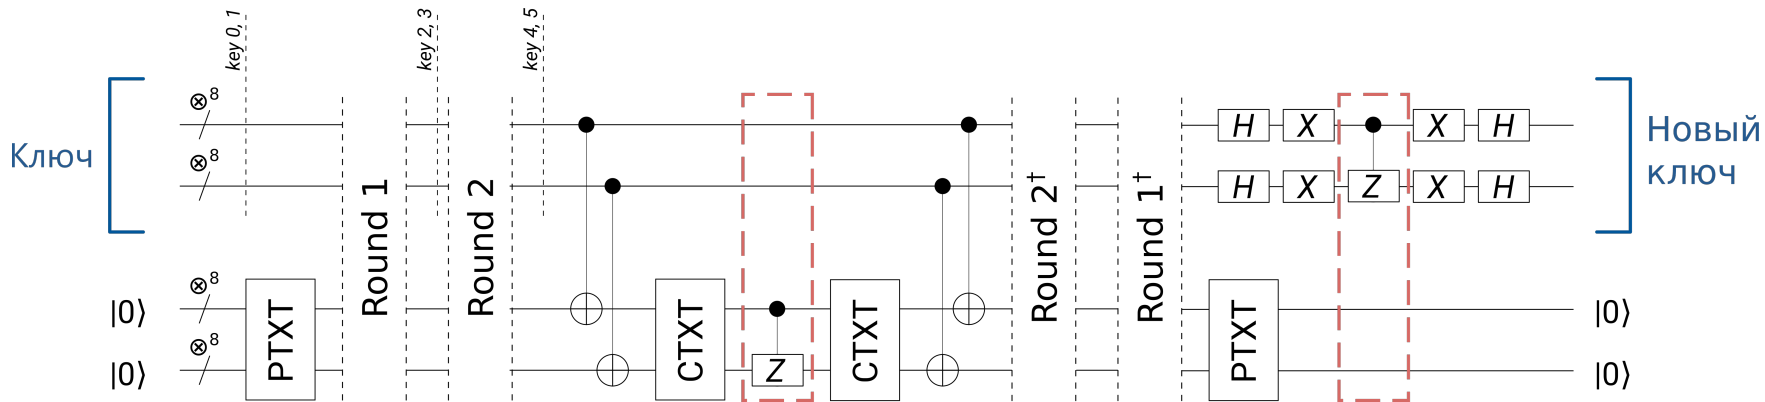 key 0, 1
key 2, 3
key 4, 5
Ключ
⊗8
⊗8
⊗8
⊗8
|0⟩
|0⟩
PTXT
Round 1
Round 2
CTXT
Z
CTXT
Round 2†
Round 1†
PTXT
H X X H
H X Z X H
Новый
ключ
|0⟩
|0⟩